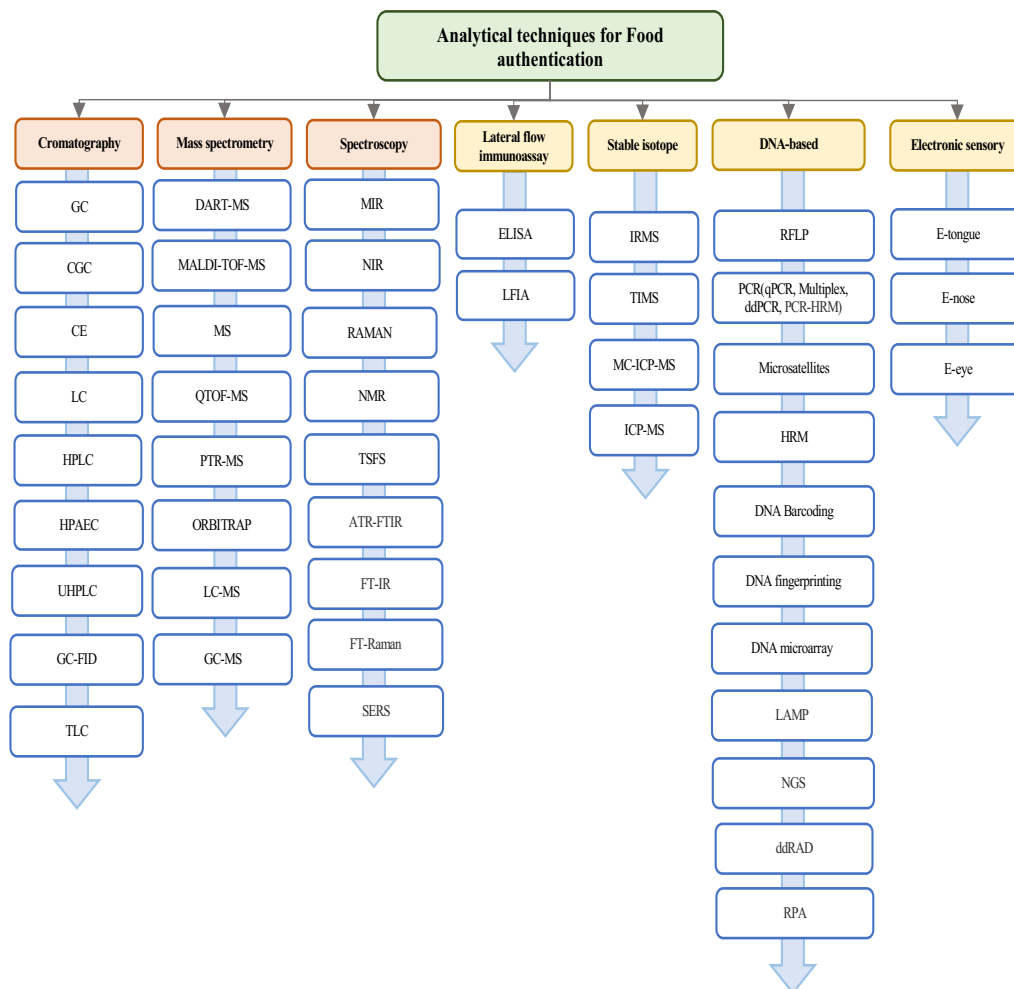 Analytical techniques for Food
authentication
Cromatography
GC
CGC
CE
LC
HPLC
HPAEC
UHPLC
GC-FID
TLC
Mass spectrometry
DART-MS
MALDI-TOF-MS
MS
QTOF-MS
PTR-MS
ORBITRAP
LC-MS
GC-MS
Spectroscopy
MIR
NIR
RAMAN
NMR
TSFS
ATR-FTIR
FT-IR
FT-Raman
SERS
Lateral flow
immunoassay
ELISA
LFIA
Stable isotope
IRMS
TIMS
MC-ICP-MS
ICP-MS
DNA-based
RFLP
PCR(qPCR, Multiplex,
ddPCR, PCR-HRM)
Microsatellites
HRM
DNA Barcoding
DNA fingerprinting
DNA microarray
LAMP
NGS
ddRAD
RPA
Electronic sensory
E-tongue
E-nose
E-eye